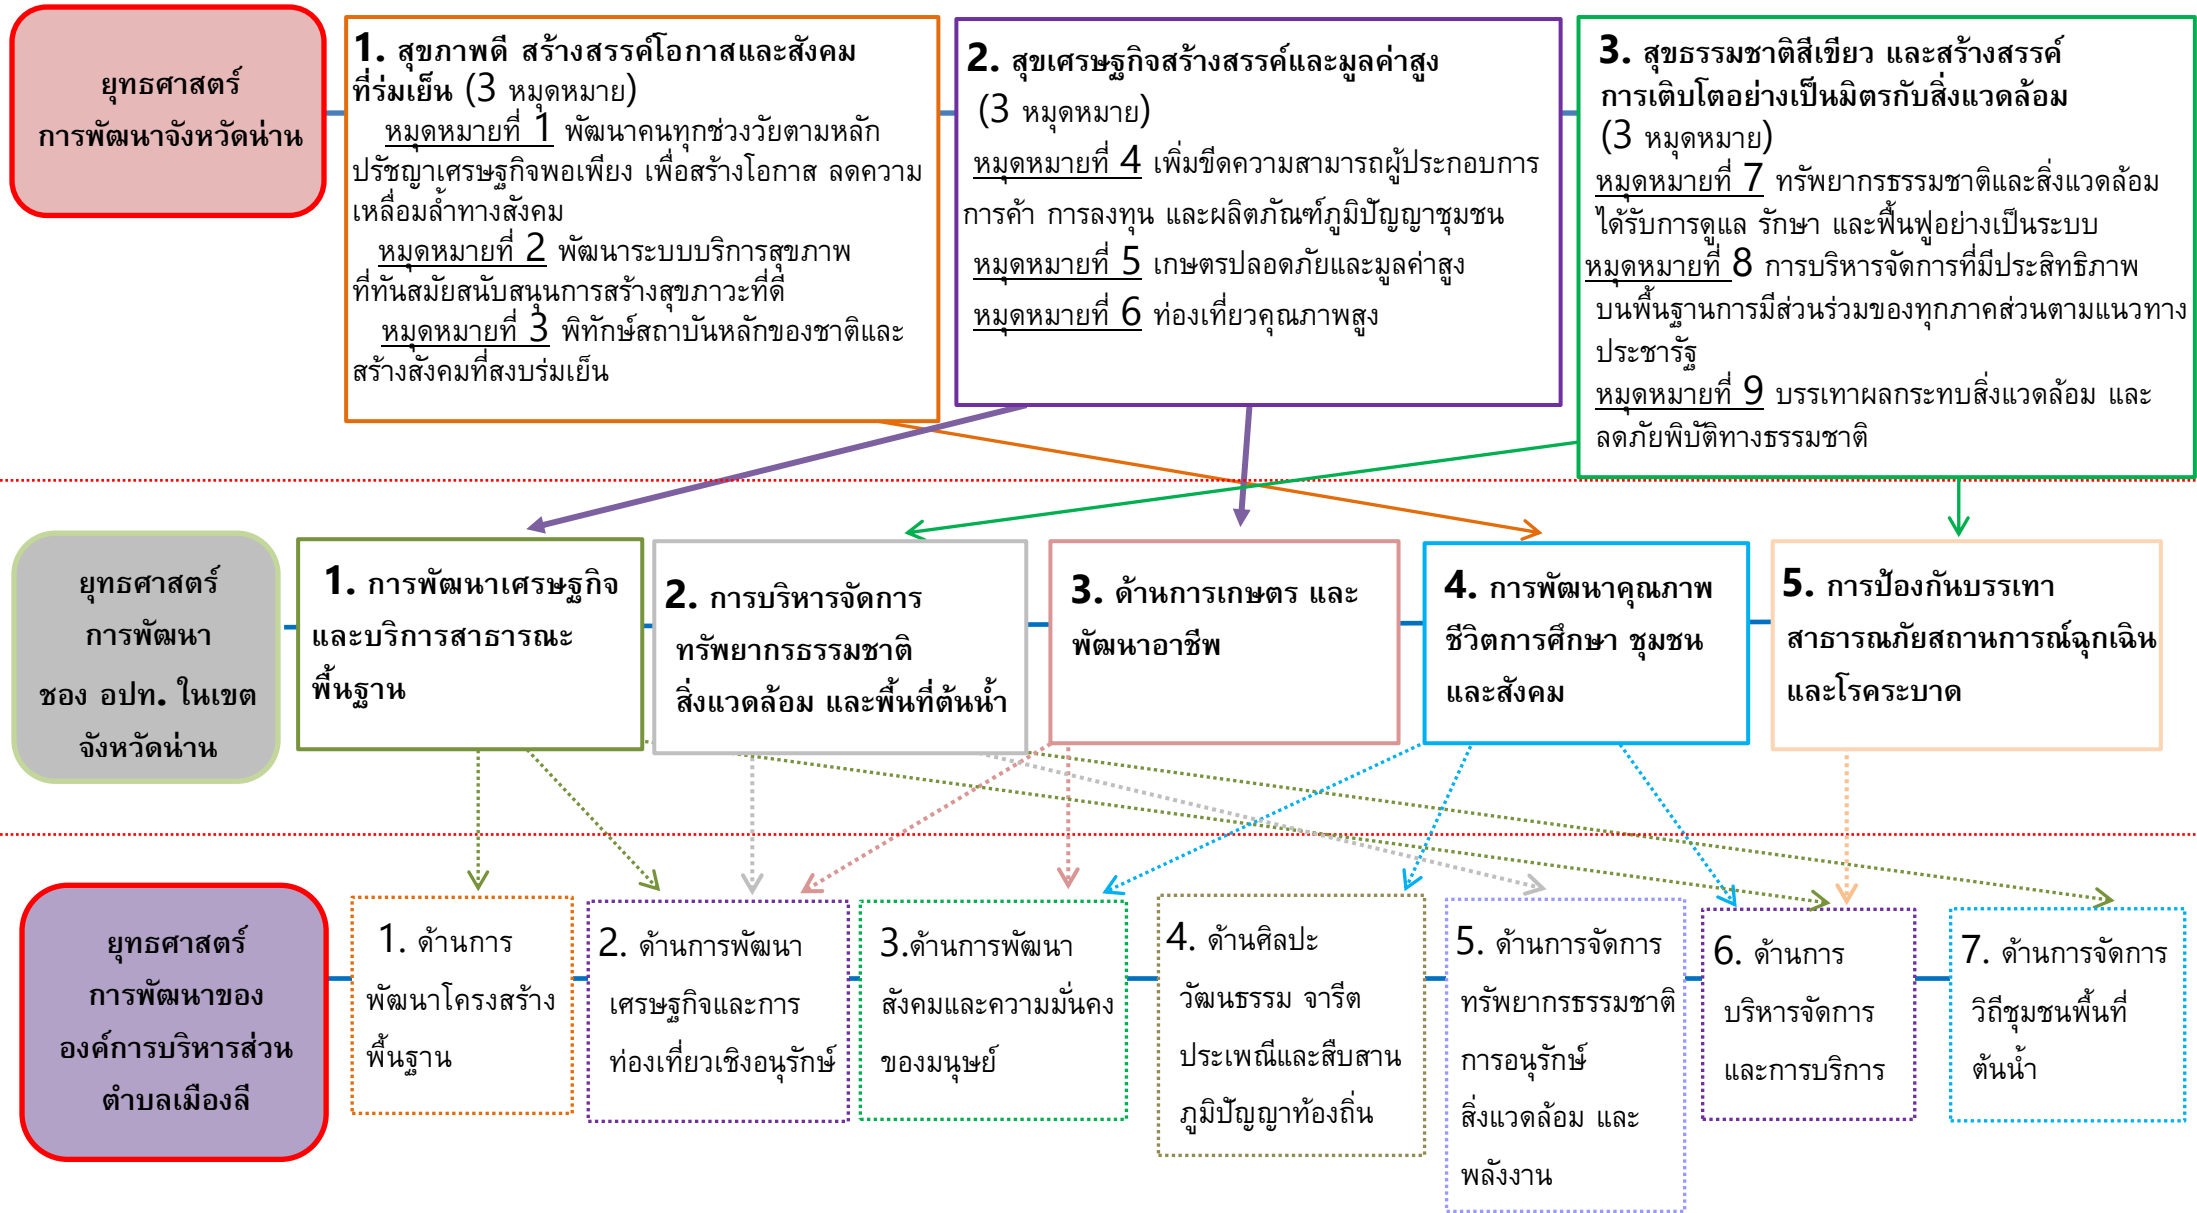 ยุทธศาสตร์
การพัฒนาจังหวัดน่าน
1. สุขภาพดี สร้างสรรค์โอกาสและสังคม
ที่ร่มเย็น (3 หมุดหมาย)
หมุดหมายที่ 1 พัฒนาคนทุกช่วงวัยตามหลัก
ปรัชญาเศรษฐกิจพอเพียง เพื่อสร้างโอกาส ลดความ
เหลื่อมล้ำทางสังคม
หมุดหมายที่ 2 พัฒนาระบบบริการสุขภาพ
ที่ทันสมัยสนับสนุนการสร้างสุขภาวะที่ดี
หมุดหมายที่ 3 พิทักษ์สถาบันหลักของชาติและ
สร้างสังคมที่สงบร่มเย็น
2. สุขเศรษฐกิจสร้างสรรค์และมูลค่าสูง
(3 หมุดหมาย)
หมุดหมายที่ 4 เพิ่มขีดความสามารถผู้ประกอบการ
การค้า การลงทุน และผลิตภัณฑ์ภูมิปัญญาชุมชน
หมุดหมายที่ 5 เกษตรปลอดภัยและมูลค่าสูง
หมุดหมายที่ 6 ท่องเที่ยวคุณภาพสูง
3. สุขธรรมชาติสีเขียว และสร้างสรรค์
การเติบโตอย่างเป็นมิตรกับสิ่งแวดล้อม
(3 หมุดหมาย)
หมุดหมายที่ 7 ทรัพยากรธรรมชาติและสิ่งแวดล้อม
ได้รับการดูแล รักษา และฟื้นฟูอย่างเป็นระบบ
หมุดหมายที่ 8 การบริหารจัดการที่มีประสิทธิภาพ
บนพื้นฐานการมีส่วนร่วมของทุกภาคส่วนตามแนวทาง
ประชารัฐ
หมุดหมายที่ 9 บรรเทาผลกระทบสิ่งแวดล้อม และ
ลดภัยพิบัติทางธรรมชาติ
ยุทธศาสตร์
การพัฒนา
ของ อปท. ในเขต
จังหวัดน่าน
1. การพัฒนาเศรษฐกิจ
และบริการสาธารณะ
พื้นฐาน
2. การบริหารจัดการ
ทรัพยากรธรรมชาติ
สิ่งแวดล้อม และพื้นที่ต้นน้ำ
3. ด้านการเกษตร และ
พัฒนาอาชีพ
4. การพัฒนาคุณภาพ
ชีวิตการศึกษา ชุมชน
และสังคม
5. การป้องกันบรรเทา
สาธารณภัยสถานการณ์ฉุกเฉิน
และโรคระบาด
ยุทธศาสตร์
การพัฒนาของ
องค์การบริหารส่วน
ตำบลเมืองลี
1. ด้านการ
พัฒนาโครงสร้าง
พื้นฐาน
2. ด้านการพัฒนา
เศรษฐกิจและการ
ท่องเที่ยวเชิงอนุรักษ์
3.ด้านการพัฒนา
สังคมและความมั่นคง
ของมนุษย์
4. ด้านศิลปะ
วัฒนธรรม จารีต
ประเพณีและสืบสาน
ภูมิปัญญาท้องถิ่น
5. ด้านการจัดการ
ทรัพยากรธรรมชาติ
การอนุรักษ์
สิ่งแวดล้อม และ
พลังงาน
6. ด้านการ
บริหารจัดการ
และการบริการ
7. ด้านการจัดการ
วิถีชุมชนพื้นที่
ต้นน้ำ